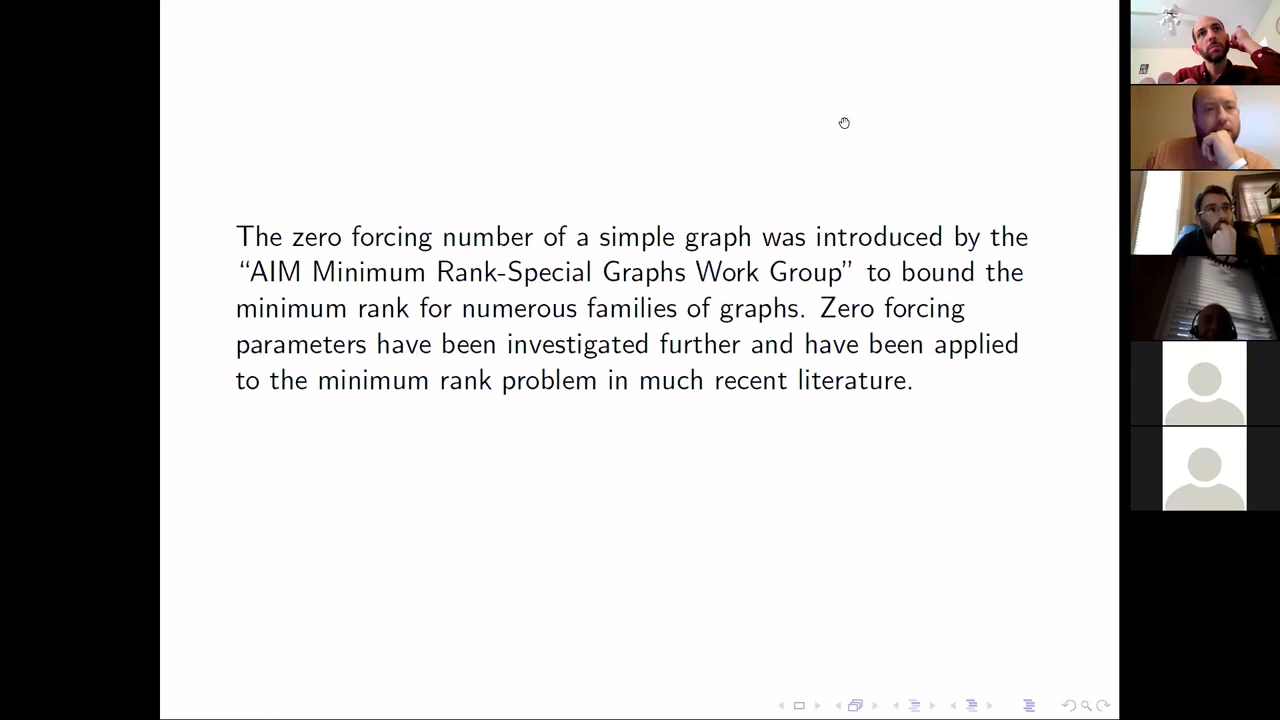 The zero forcing number of a simple graph was introduced by the
“AIM Minimum Rank-Special Graphs Work Group” to bound the
minimum rank for numerous families of graphs. Zero forcing
parameters have been investigated further and have been applied
to the minimum rank problem in much recent literature.